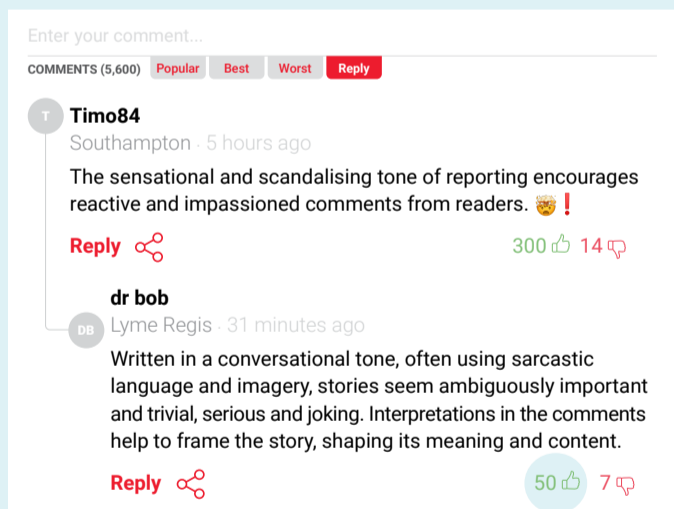 Enter your comment...
COMMENTS (5,600) Popular Best Worst Reply
T Timo84
Southampton · 5 hours ago
The sensational and scandalising tone of reporting encourages
reactive and impassioned comments from readers. 🤯❗
Reply 300 14
dr bob
DB Lyme Regis · 31 minutes ago
Written in a conversational tone, often using sarcastic
language and imagery, stories seem ambiguously important
and trivial, serious and joking. Interpretations in the comments
help to frame the story, shaping its meaning and content.
Reply 50 7